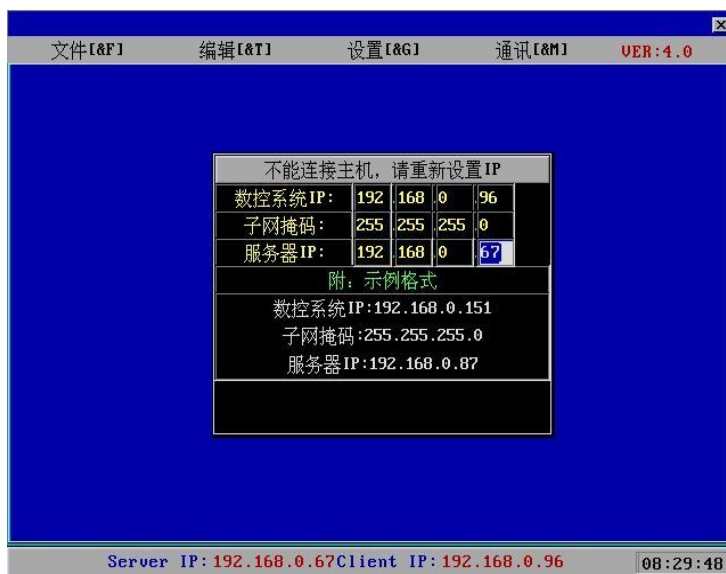 文件[&F] 编辑[&T] 设置[&G] 通讯[&M] VER:4.0
不能连接主机，请重新设置IP
数控系统IP: 192 .168 .0 .96
子网掩码: 255 .255 .255 .0
服务器IP: 192 .168 .0 .67
附：示例格式
数控系统IP:192.168.0.151
子网掩码:255.255.255.0
服务器IP:192.168.0.87
Server IP:192.168.0.67Client IP:192.168.0.96 08:29:48